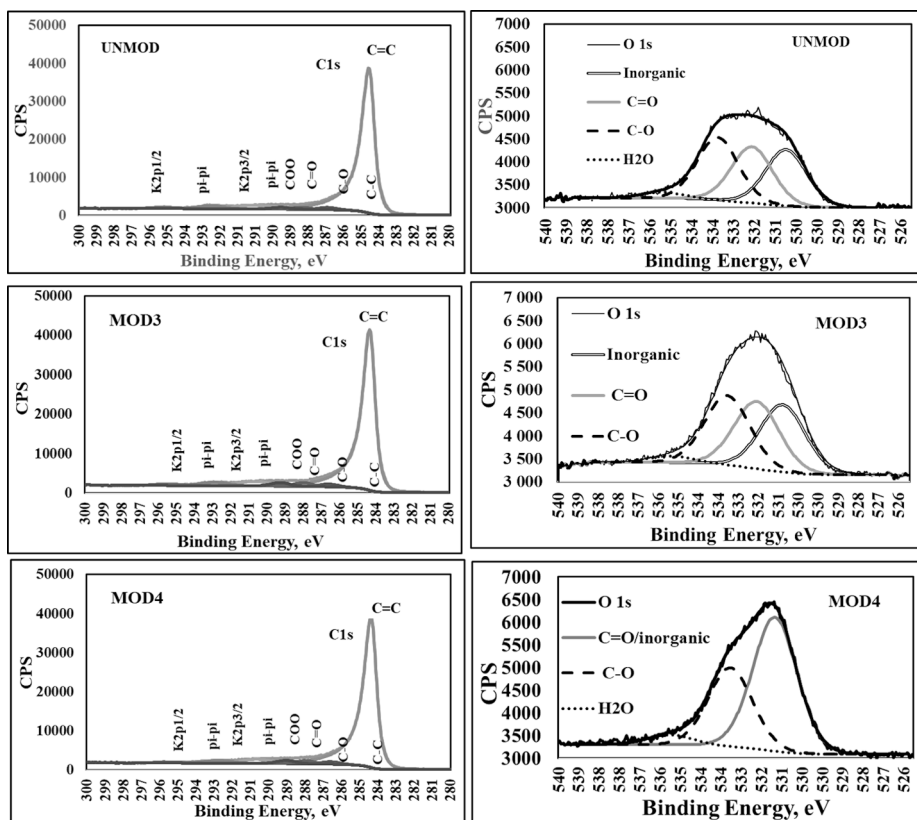 50000
40000
30000
20000
10000
0
CPS
UNMOD
C1s
C=C
K2p1/2
pi-pi
K2p3/2
pi-pi
COO
C=O
C-O
C-C
300 299 298 297 296 295 293 292 291 290 289 288 287 285 284 283 281 280
Binding Energy, eV
7000
6500
6000
5500
5000
4500
4000
3500
3000
CPS
UNMOD
O 1s
Inorganic
C=O
C-O
H2O
540 539 539 538 537 536 535 534 533 532 531 530 529 528 527 526
Binding Energy, eV
50000
40000
30000
20000
10000
0
CPS
MOD3
C1s
C=C
K2p1/2
pi-pi
K2p3/2
pi-pi
COO
C=O
C-O
C-C
300 299 298 297 296 295 293 292 291 290 289 288 287 285 284 283 281 280
Binding Energy, eV
7 000
6 500
6 000
5 500
5 000
4 500
4 000
3 500
3 000
CPS
MOD3
O 1s
Inorganic
C=O
C-O
540 539 539 538 537 536 535 535 534 533 532 531 530 530 529 528 527 526
Binding Energy, eV
50000
40000
30000
20000
10000
0
CPS
MOD4
C1s
C=C
K2p1/2
pi-pi
K2p3/2
pi-pi
COO
C=O
C-O
C-C
300 299 298 297 296 295 293 292 291 290 289 288 287 285 284 283 281 280
Binding Energy, eV
7000
6500
6000
5500
5000
4500
4000
3500
3000
CPS
MOD4
O 1s
C=O/inorganic
C-O
H2O
540 539 539 538 537 536 535 535 534 533 532 531 530 530 529 528 527 526
Binding Energy, eV